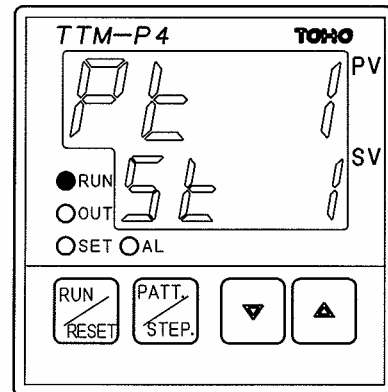 TTM-P4 TOHO
Pt 1 PV
St 1 SV
RUN
OUT
SET AL
RUN/RESET PATT./STEP.